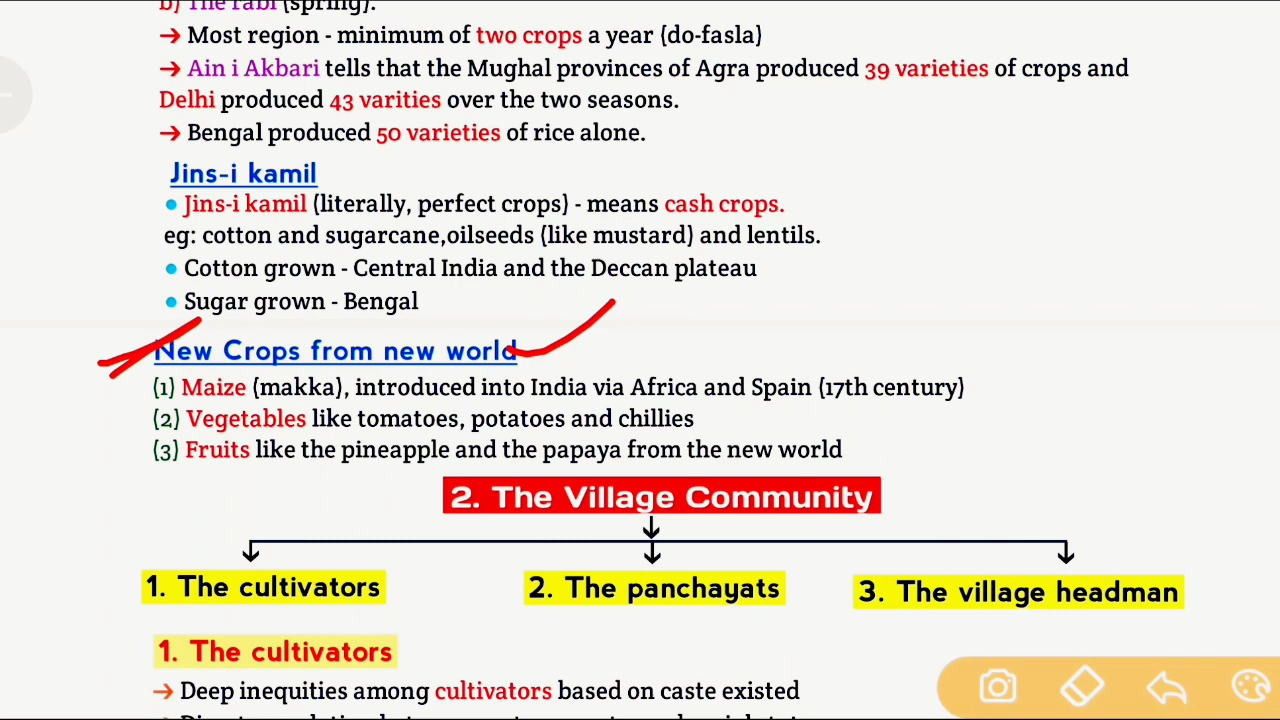 b) The rabi (spring).
→ Most region - minimum of two crops a year (do-fasla)
→ Ain i Akbari tells that the Mughal provinces of Agra produced 39 varieties of crops and
Delhi produced 43 varities over the two seasons.
→ Bengal produced 50 varieties of rice alone.
Jins-i kamil
• Jins-i kamil (literally, perfect crops) - means cash crops.
eg: cotton and sugarcane,oilseeds (like mustard) and lentils.
• Cotton grown - Central India and the Deccan plateau
• Sugar grown - Bengal
New Crops from new world
(1) Maize (makka), introduced into India via Africa and Spain (17th century)
(2) Vegetables like tomatoes, potatoes and chillies
(3) Fruits like the pineapple and the papaya from the new world
2. The Village Community
1. The cultivators
2. The panchayats
3. The village headman
1. The cultivators
→ Deep inequities among cultivators based on caste existed